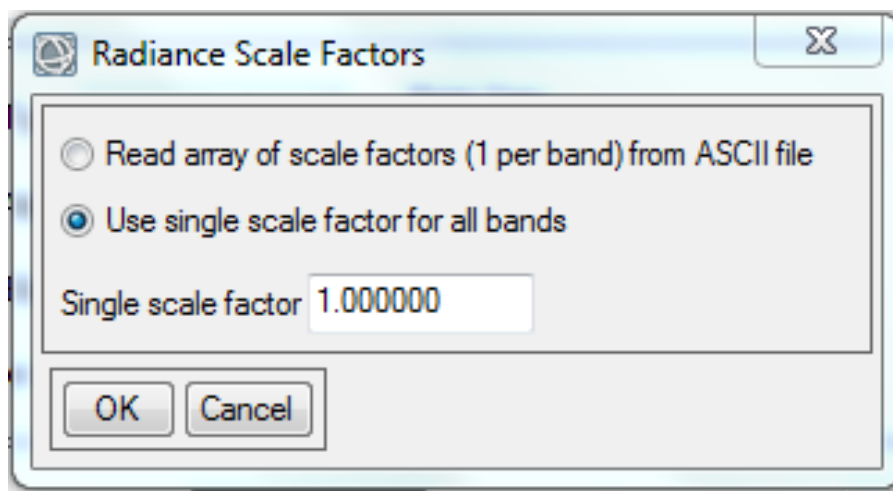 Radiance Scale Factors
Read array of scale factors (1 per band) from ASCII file
Use single scale factor for all bands
Single scale factor 1.000000
OK Cancel